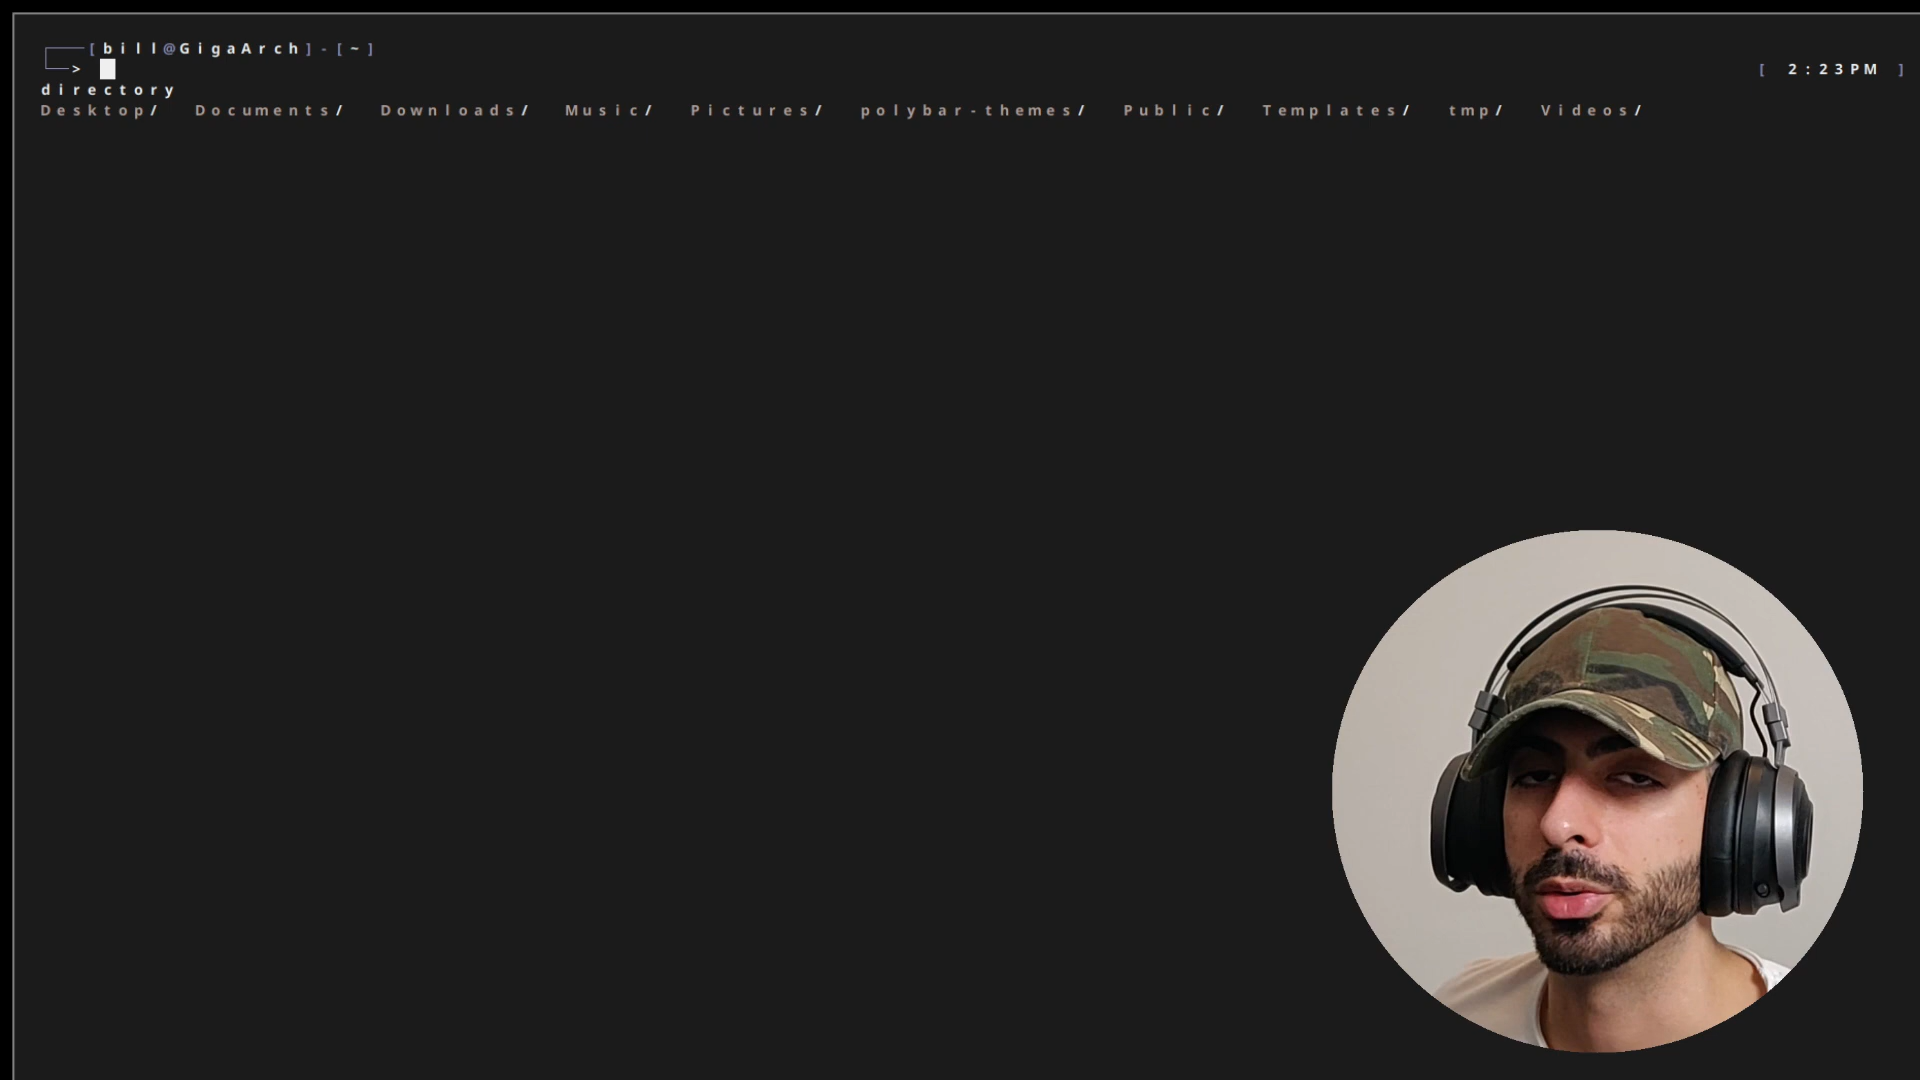 [bill@GigaArch]-[~]
> [ 2:23PM ]
directory
Desktop/ Documents/ Downloads/ Music/ Pictures/ polybar-themes/ Public/ Templates/ tmp/ Videos/